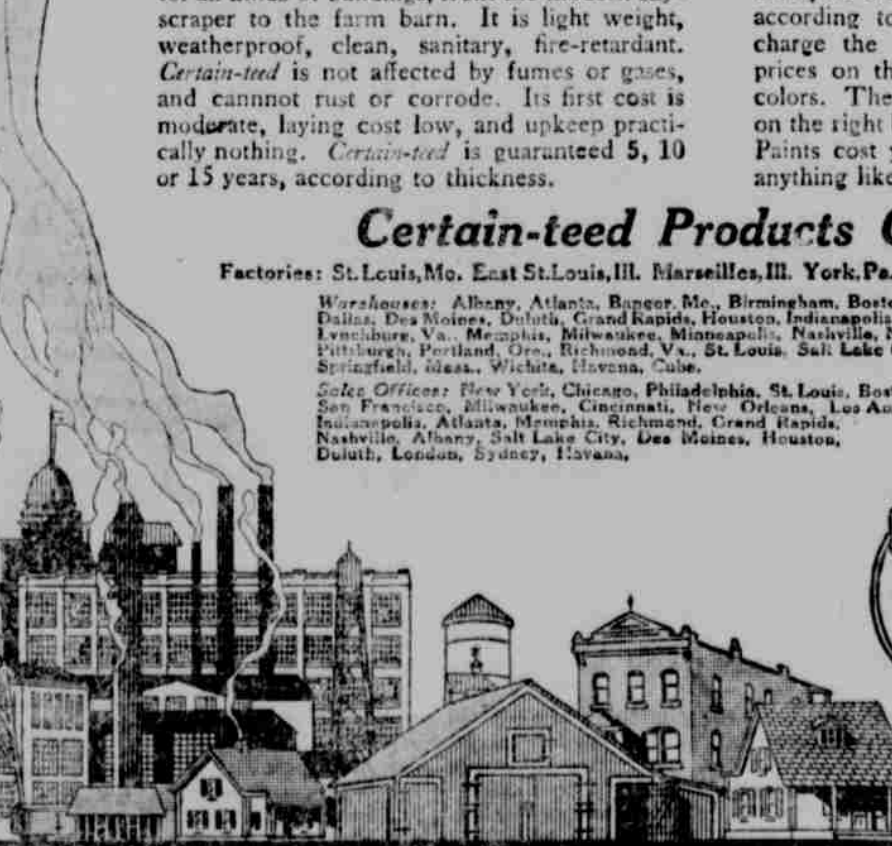 scraper to the farm barn. It is light weight,
weatherproof, clean, sanitary, fire-retardant.
Certain-teed is not affected by fumes or gases,
and cannnot rust or corrode. Its first cost is
moderate, laying cost low, and upkeep practi-
cally nothing. Certain-teed is guaranteed 5, 10
or 15 years, according to thickness.
according to
charge the
prices on th
colors. The
on the right
Paints cost
anything like
Certain-teed Products
Factories: St. Louis, Mo. East St. Louis, Ill. Marseilles, Ill. York, Pa.
Warehouses: Albany, Atlanta, Bangor, Me., Birmingham, Bosto
Dallas, Des Moines, Duluth, Grand Rapids, Houston, Indianapolis
Lynchburg, Va., Memphis, Milwaukee, Minneapolis, Nashville,
Pittsburgh, Portland, Ore., Richmond, Va., St. Louis, Salt Lake
Springfield, Mass., Wichita, Havana, Cuba.
Sales Offices: New York, Chicago, Philadelphia, St. Louis, Bos
San Francisco, Milwaukee, Cincinnati, New Orleans, Los An
Indianapolis, Atlanta, Memphis, Richmond, Grand Rapids,
Nashville, Albany, Salt Lake City, Des Moines, Houston,
Duluth, London, Sydney, Havana,